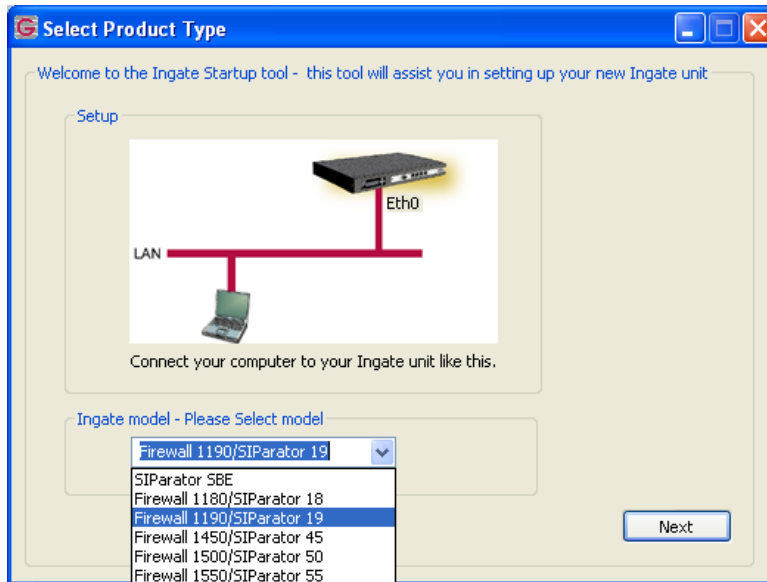 Select Product Type
Welcome to the Ingate Startup tool - this tool will assist you in setting up your new Ingate unit
Setup
Eth0
LAN
Connect your computer to your Ingate unit like this.
Ingate model - Please Select model
Firewall 1190/SIParator 19
SIParator SBE
Firewall 1180/SIParator 18
Firewall 1190/SIParator 19
Firewall 1450/SIParator 45
Firewall 1500/SIParator 50
Firewall 1550/SIParator 55
Next